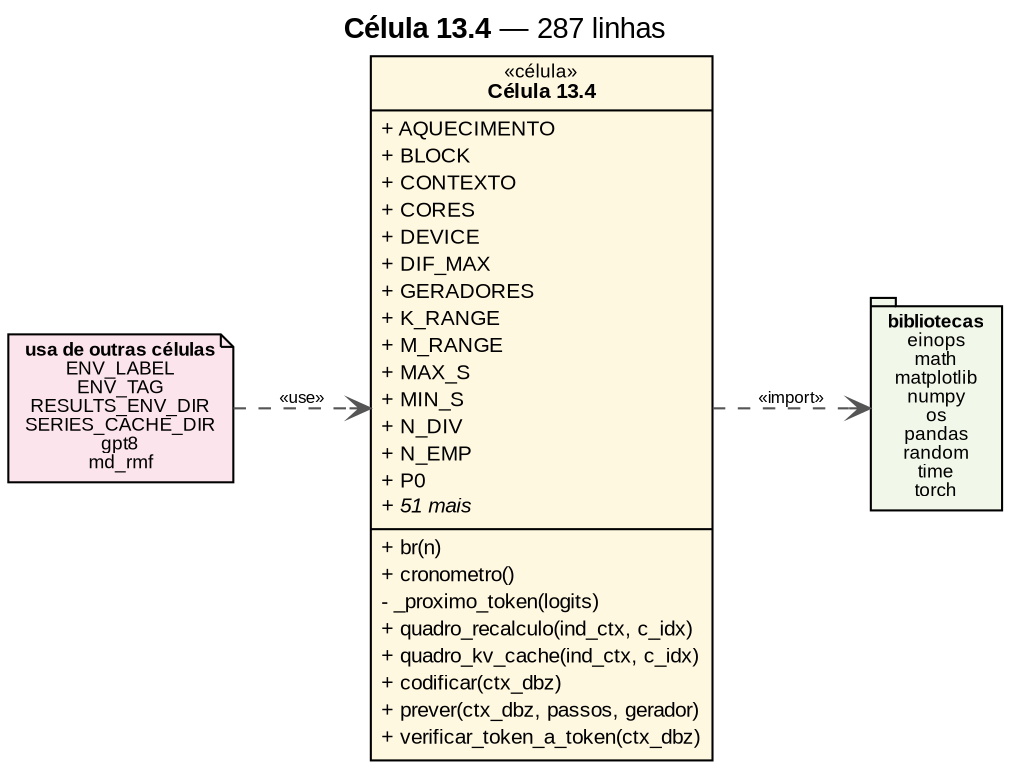 Célula 13.4 — 287 linhas
«célula»
Célula 13.4
+ AQUECIMENTO
+ BLOCK
+ CONTEXTO
+ CORES
+ DEVICE
+ DIF_MAX
+ GERADORES
+ K_RANGE
+ M_RANGE
+ MAX_S
+ MIN_S
+ N_DIV
+ N_EMP
+ P0
+ 51 mais
+ br(n)
+ cronometro()
- _proximo_token(logits)
+ quadro_recalculo(ind_ctx, c_idx)
+ quadro_kv_cache(ind_ctx, c_idx)
+ codificar(ctx_dbz)
+ prever(ctx_dbz, passos, gerador)
+ verificar_token_a_token(ctx_dbz)
usa de outras células
ENV_LABEL
ENV_TAG
RESULTS_ENV_DIR
SERIES_CACHE_DIR
gpt8
md_rmf
«use»
«import»
bibliotecas
einops
math
matplotlib
numpy
os
pandas
random
time
torch